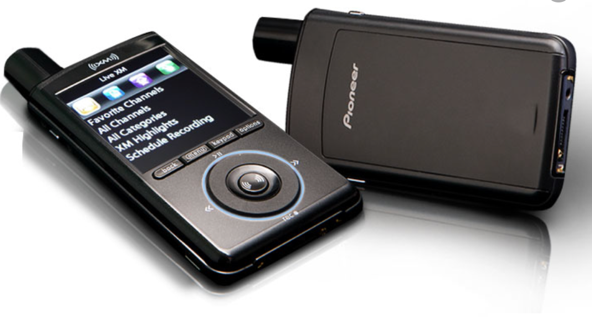 ((XM))
Live XM
Favorite Channels
All Channels
All Categories
XM Highlights
Schedule Recording
back
keypad
options
Pioneer